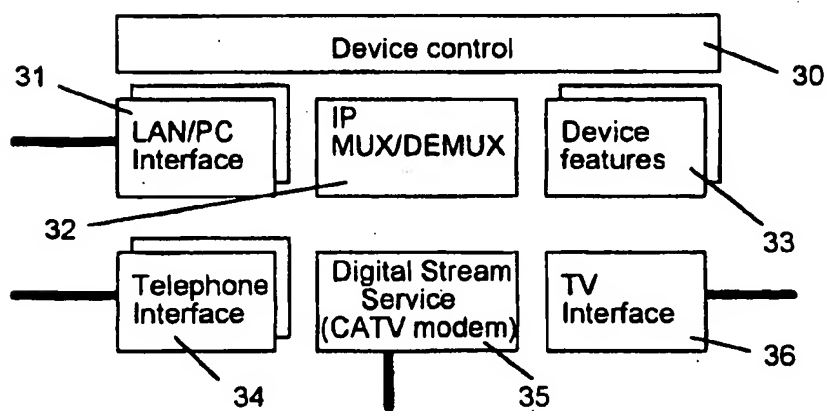 Device control
30
31
LAN/PC
Interface
IP
MUX/DEMUX
Device
features
32
33
Telephone
Interface
Digital Stream
Service
(CATV modem)
TV
Interface
34
35
36